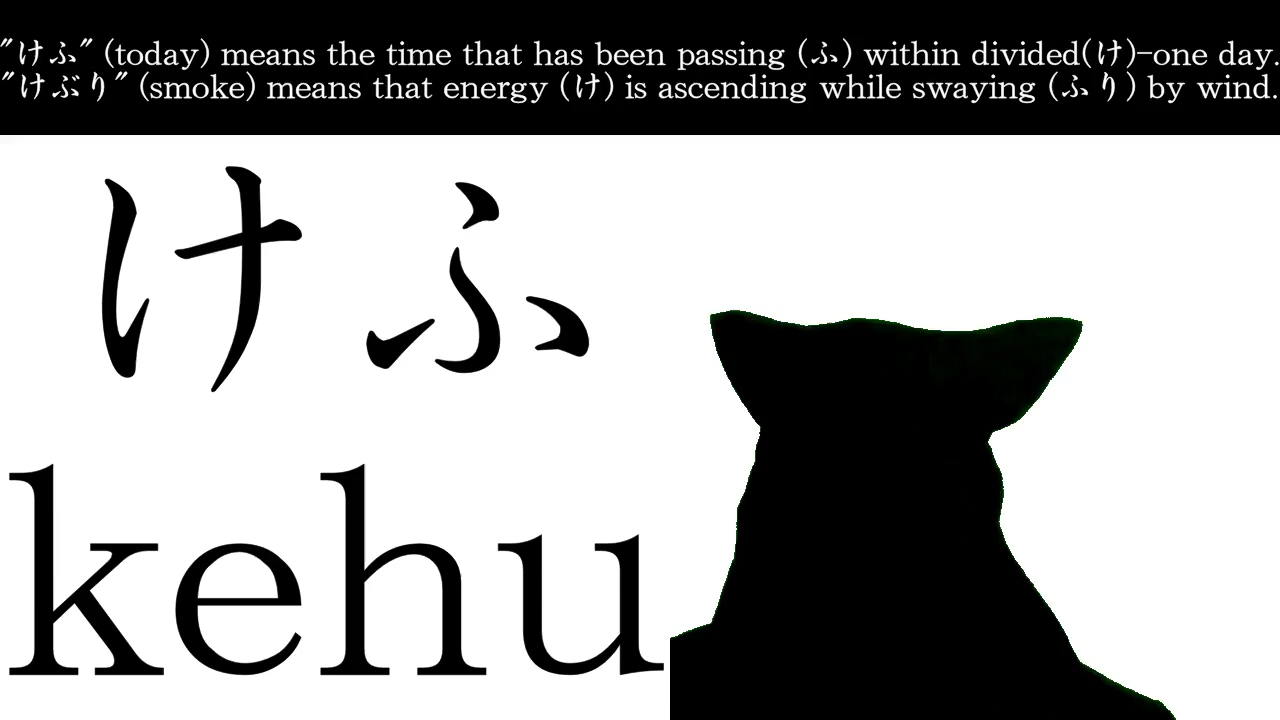 "けふ" (today) means the time that has been passing (ふ) within divided(け)-one day.
"けぶり" (smoke) means that energy (け) is ascending while swaying (ふり) by wind.
けふ
kehu